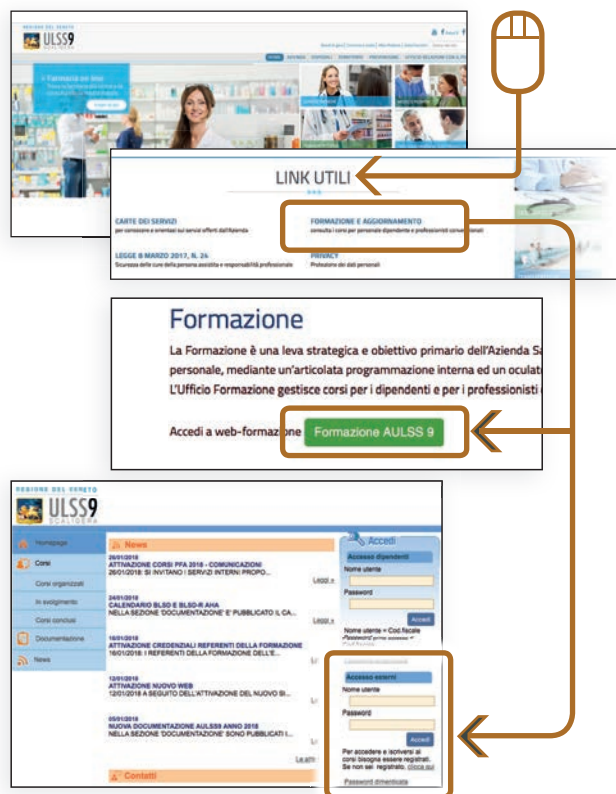 REGIONE DEL VENETO
ULSS9
SCALIGERA
HOME AZIENDA OSPEDALI TERRITORIO PREVENZIONE
LINK UTILI
CARTE DEI SERVIZI
per conoscere e orientarsi sui servizi offerti dall'Azienda
FORMAZIONE E AGGIORNAMENTO
consulta i corsi per personale dipendente e professionisti convenzionati
LEGGE 8 MARZO 2017, N. 24
Sicurezza delle cure della persona assistita e responsabilità professionale
PRIVACY
Protezione dei dati personali
Formazione
La Formazione è una leva strategica e obiettivo primario dell'Azienda Sa
personale, mediante un'articolata programmazione interna ed un oculat
L'Ufficio Formazione gestisce corsi per i dipendenti e per i professionisti
Accedi a web-formazione Formazione AULSS 9
REGIONE DEL VENETO
ULSS9
SCALIGERA
Homepage
Corsi
Corsi organizzati
In svolgimento
Corsi conclusi
Documentazione
News
News
26/01/2018
ATTIVAZIONE CORSI PFA 2018 - COMUNICAZIONI
26/01/2018: SI INVITANO I SERVIZI INTERNI PROPO...
Leggi »
24/01/2018
CALENDARIO BLSD E BLSD-R AHA
NELLA SEZIONE 'DOCUMENTAZIONE' E' PUBBLICATO IL CA...
Leggi »
16/01/2018
ATTIVAZIONE CREDENZIALI REFERENTI DELLA FORMAZIONE
16/01/2018: I REFERENTI DELLA FORMAZIONE DELL'E...
12/01/2018
ATTIVAZIONE NUOVO WEB
12/01/2018 A SEGUITO DELL'ATTIVAZIONE DEL NUOVO SI...
05/01/2018
NUOVA DOCUMENTAZIONE AULSS9 ANNO 2018
NELLA SEZIONE 'DOCUMENTAZIONE' SONO PUBBLICATI I...
Contatti
Accedi
Accesso dipendenti
Nome utente
Password
Accedi
Nome utente = Cod.fiscale
Accesso esterni
Nome utente
Password
Accedi
Per accedere e iscriversi ai
corsi bisogna essere registrati.
Se non sei registrato, clicca qui
Password dimenticata